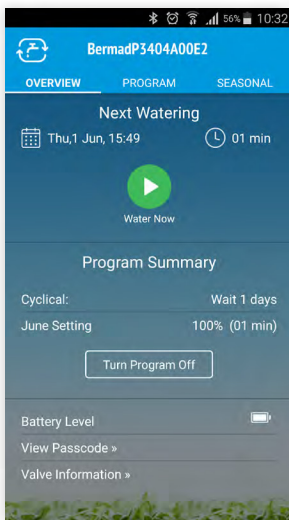 56% 10:32
BermadP3404A00E2
OVERVIEW PROGRAM SEASONAL
Next Watering
Thu,1 Jun, 15:49 01 min
Water Now
Program Summary
Cyclical: Wait 1 days
June Setting 100% (01 min)
Turn Program Off
Battery Level
View Passcode »
Valve Information »